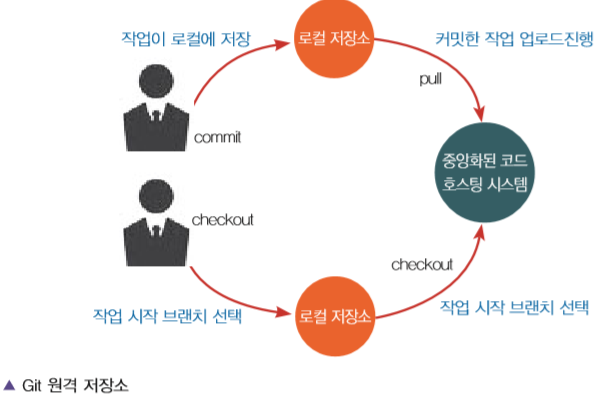 작업이 로컬에 저장
로컬 저장소
커밋한 작업 업로드진행
pull
commit
중앙화된 코드
호스팅 시스템
checkout
checkout
작업 시작 브랜치 선택
로컬 저장소
작업 시작 브랜치 선택
▲ Git 원격 저장소